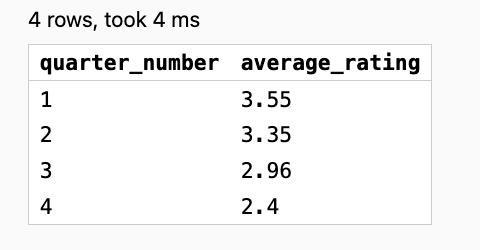 4 rows, took 4 ms
quarter_number average_rating
1 3.55
2 3.35
3 2.96
4 2.4